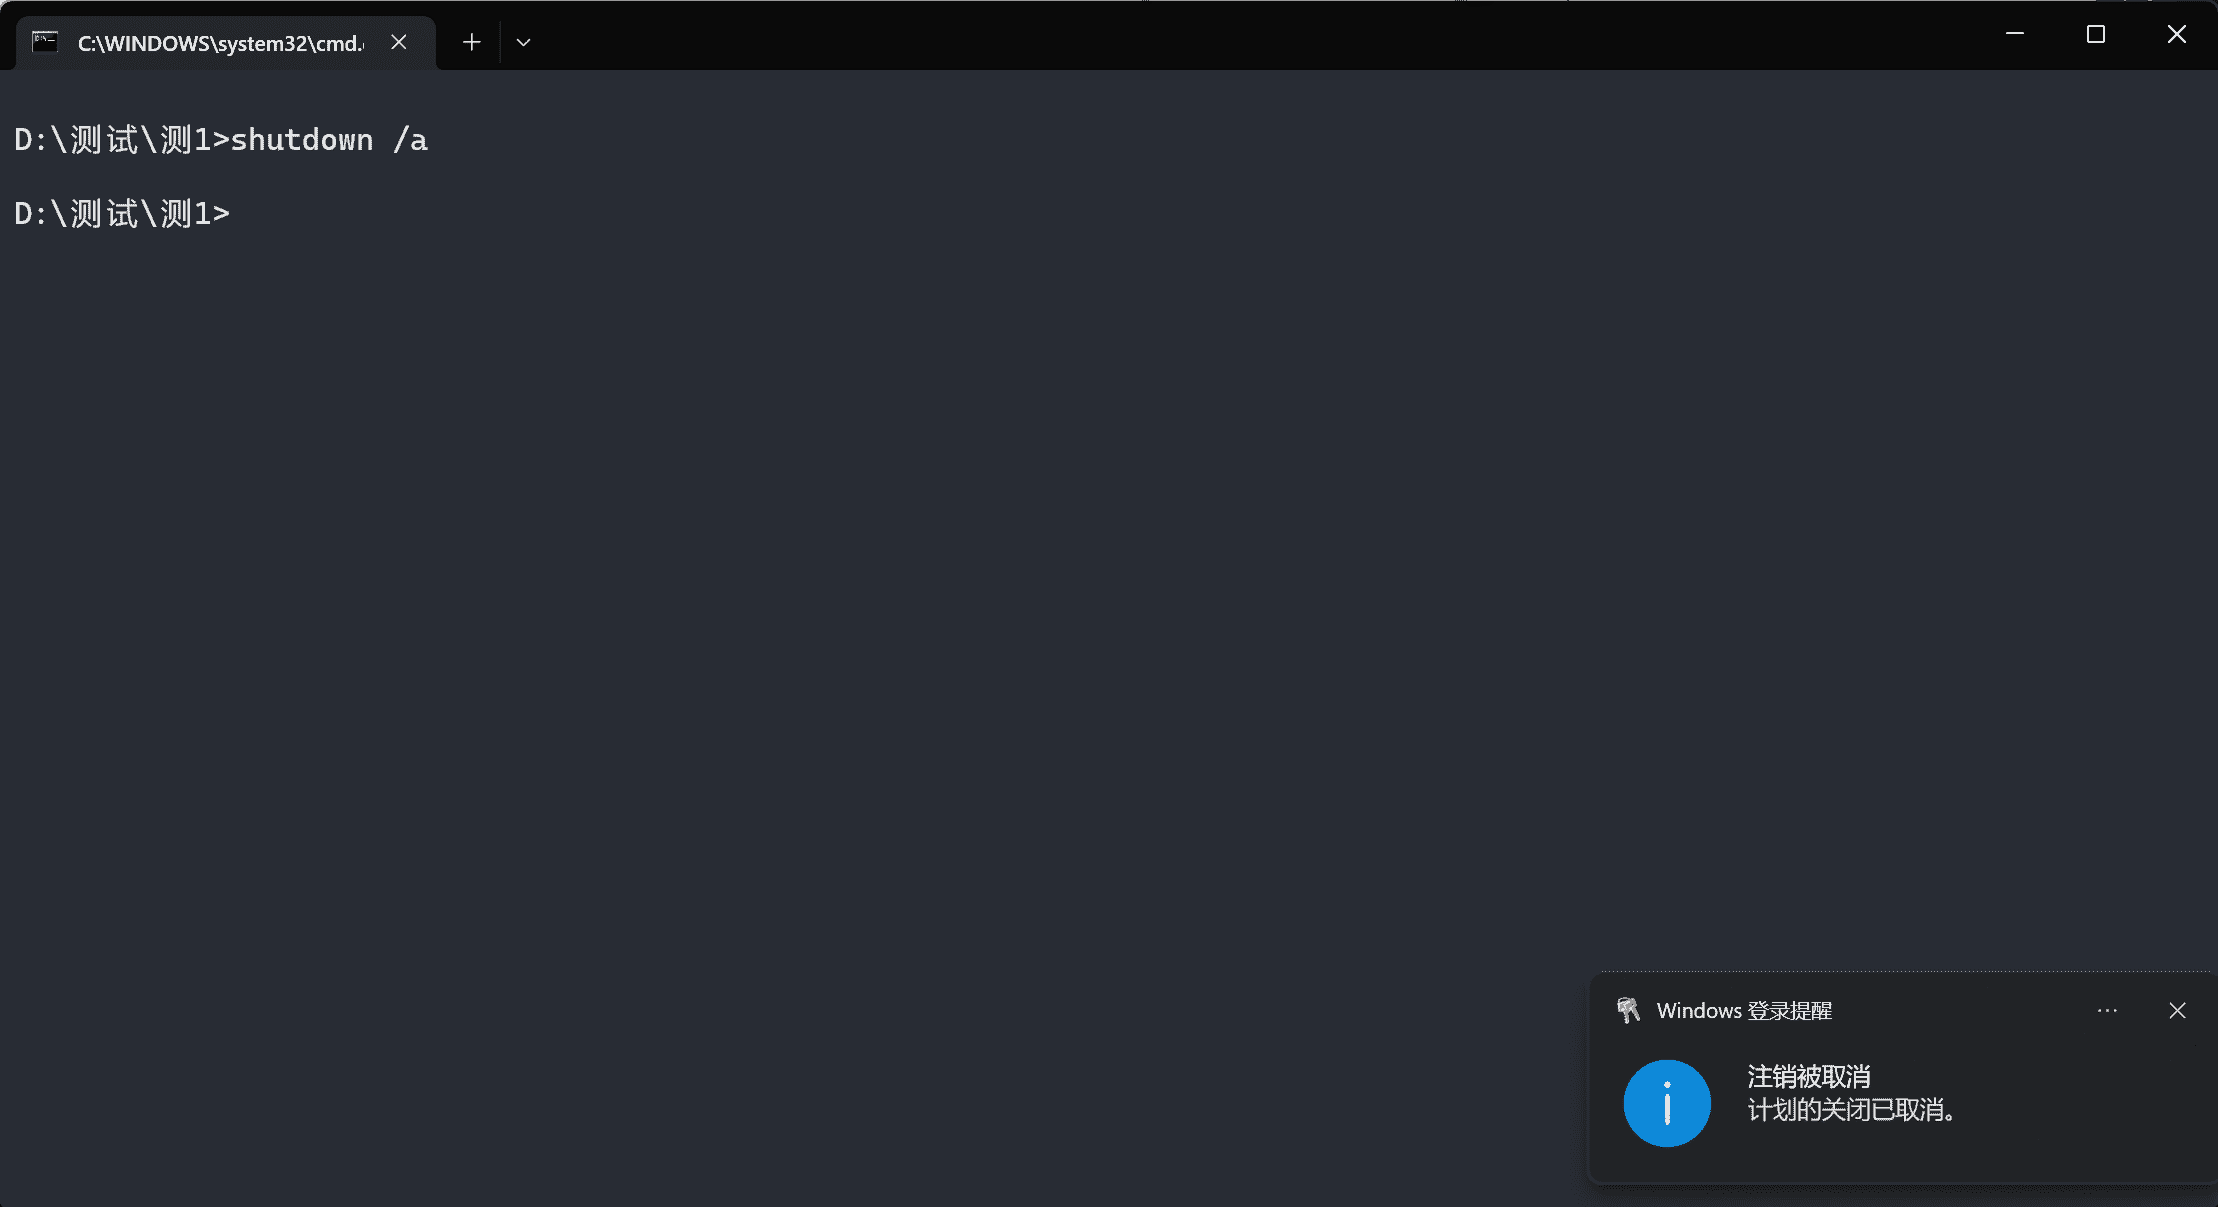 C:\WINDOWS\system32\cmd.
D:\测试\测1>shutdown /a
D:\测试\测1>
Windows 登录提醒
注销被取消
计划的关闭已取消。